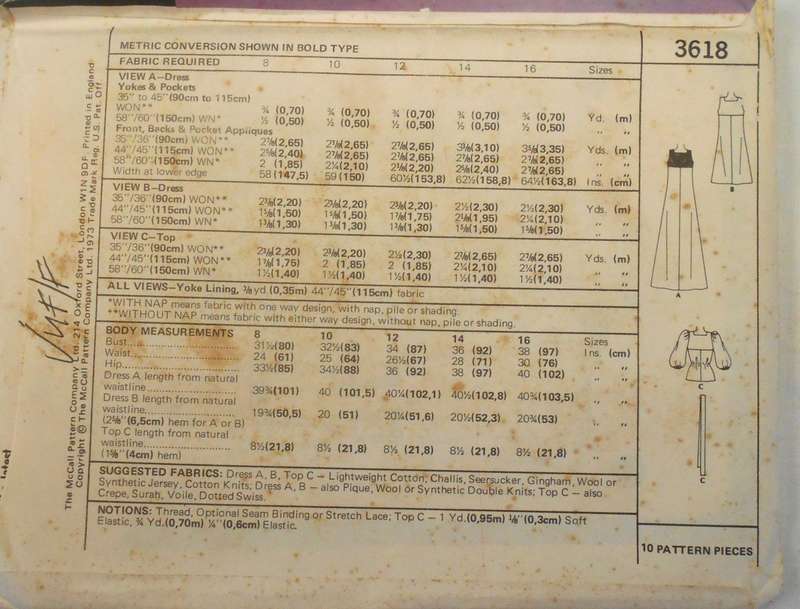 METRIC CONVERSION SHOWN IN BOLD TYPE
3618
FABRIC REQUIRED 8 10 12 14 16 Sizes
VIEW A—Dress
Yokes & Pockets
35" to 45"(90cm to 115cm)
WON** ¾ (0,70) ¾ (0,70) ¾ (0,70) ¾ (0,70) ¾ (0,70) Yd. (m)
58"/60"(150cm) WN* ½ (0,50) ½ (0,50) ½ (0,50) ½ (0,50) ½ (0,50) " "
Front, Backs & Pocket Appliques
35"/36"(90cm) WON** 2⅞(2,65) 2⅞(2,65) 2⅞(2,65) 3⅜(3,10) 3⅝(3,35) Yds. (m)
44"/45"(115cm) WON** 2⅝(2,40) 2⅞(2,65) 2⅞(2,65) 2⅞(2,65) 2⅞(2,65) " "
58"/60"(150cm) WN* 2 (1,85) 2¼(2,10) 2⅜(2,20) 2⅝(2,40) 2⅞(2,65) " "
Width at lower edge 58 (147,5) 59 (150) 60½(153,8) 62½(158,8) 64½(163,8) Ins. (cm)
VIEW B—Dress
35"/36"(90cm) WON** 2⅜(2,20) 2⅜(2,20) 2⅜(2,20) 2½(2,30) 2½(2,30) Yds. (m)
44"/45"(115cm) WON** 1⅝(1,50) 1⅝(1,50) 1⅞(1,75) 2⅛(1,95) 2¼(2,10) " "
58"/60"(150cm) WN* 1⅜(1,30) 1⅜(1,30) 1⅜(1,30) 1⅝(1,50) 1⅝(1,50) " "
VIEW C—Top
35"/36"(90cm) WON** 2⅜(2,20) 2⅜(2,20) 2½(2,30) 2⅞(2,65) 2⅞(2,65) Yds. (m)
44"/45"(115cm) WON** 1⅞(1,75) 2 (1,85) 2 (1,85) 2¼(2,10) 2¼(2,10) " "
58"/60"(150cm) WN* 1½(1,40) 1½(1,40) 1½(1,40) 1½(1,40) 1½(1,40) " "
ALL VIEWS—Yoke Lining, ⅜yd (0,35m) 44"/45"(115cm) fabric
*WITH NAP means fabric with one way design, with nap, pile or shading.
**WITHOUT NAP means fabric with either way design, without nap, pile or shading.
BODY MEASUREMENTS 8 10 12 14 16 Sizes
Bust 31½(80) 32½(83) 34 (87) 36 (92) 38 (97) Ins. (cm)
Waist 24 (61) 25 (64) 26½(67) 28 (71) 30 (76) " "
Hip 33½(85) 34½(88) 36 (92) 38 (97) 40 (102) " "
Dress A length from natural
waistline 39¾(101) 40 (101,5) 40¼(102,1) 40½(102,8) 40¾(103,5) " "
Dress B length from natural
waistline 19¾(50,5) 20 (51) 20¼(51,6) 20½(52,3) 20¾(53) " "
(2⅝"(6,5cm) hem for A or B)
Top C length from natural
waistline 8½(21,8) 8½ (21,8) 8½ (21,8) 8½ (21,8) 8½ (21,8) " "
(1⅝"(4cm) hem)
SUGGESTED FABRICS: Dress A, B, Top C — Lightweight Cotton, Challis, Seersucker, Gingham, Wool or
Synthetic Jersey, Cotton Knits, Dress A, B — also Pique, Wool or Synthetic Double Knits; Top C — also
Crepe, Surah, Voile, Dotted Swiss.
NOTIONS: Thread, Optional Seam Binding or Stretch Lace; Top C — 1 Yd.(0,95m) ⅛"(0,3cm) Soft
Elastic, ¾ Yd.(0,70m) ¼"(0,6cm) Elastic.
B
A
C
C
10 PATTERN PIECES
The McCall Pattern Company Ltd. 214 Oxford Street, London W1N 9DF Printed in England
Copyright © The McCall Pattern Company Ltd. 1973 Trade Mark Reg. U.S. Pat. Off